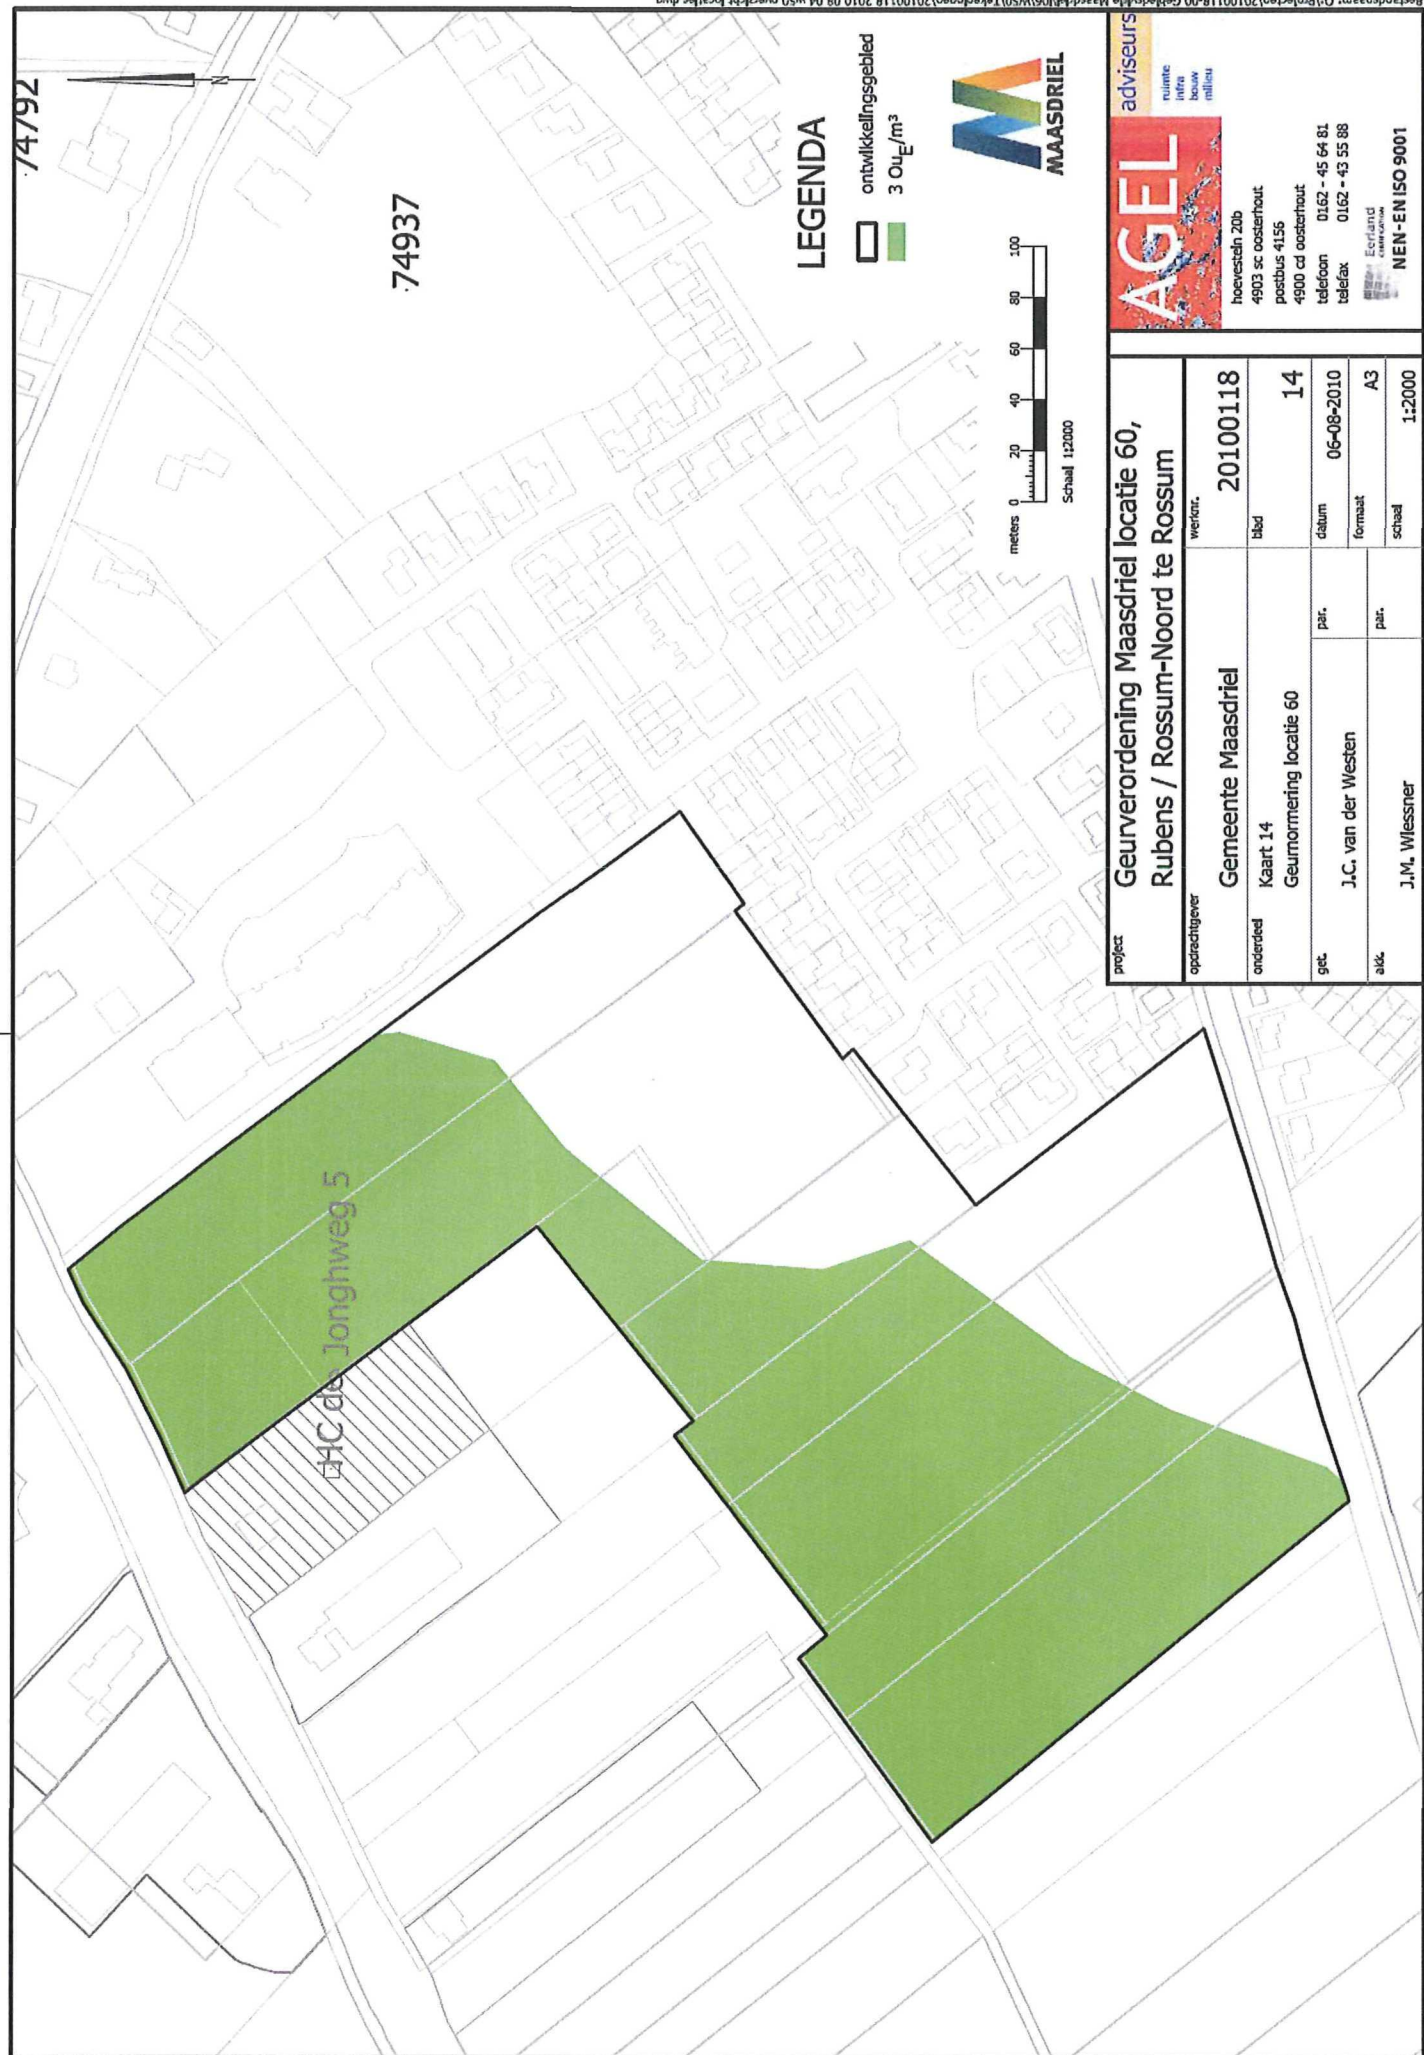 74792
N
74937
HC de Jonghweg 5
LEGENDA
ontwikkelingsgebied
3 OuE/m³
MAASDRIEL
meters 0 20 40 60 80 100
Schaal 1:2000
project
Geurverordening Maasdriel locatie 60,
Rubens / Rossum-Noord te Rossum
opdrachtgever
Gemeente Maasdriel
werknr.
20100118
onderdeel
Kaart 14
Geurnormering locatie 60
blad
14
get.
J.C. van der Westen
par.
datum
06-08-2010
formaat
A3
akk.
J.M. Wiessner
par.
schaal
1:2000
AGEL
adviseurs
ruimte
infra
bouw
milieu
hoevestein 20b
4903 sc oosterhout
postbus 4156
4900 cd oosterhout
telefoon 0162 - 45 64 81
telefax 0162 - 43 55 88
Eerland
NEN-EN ISO 9001